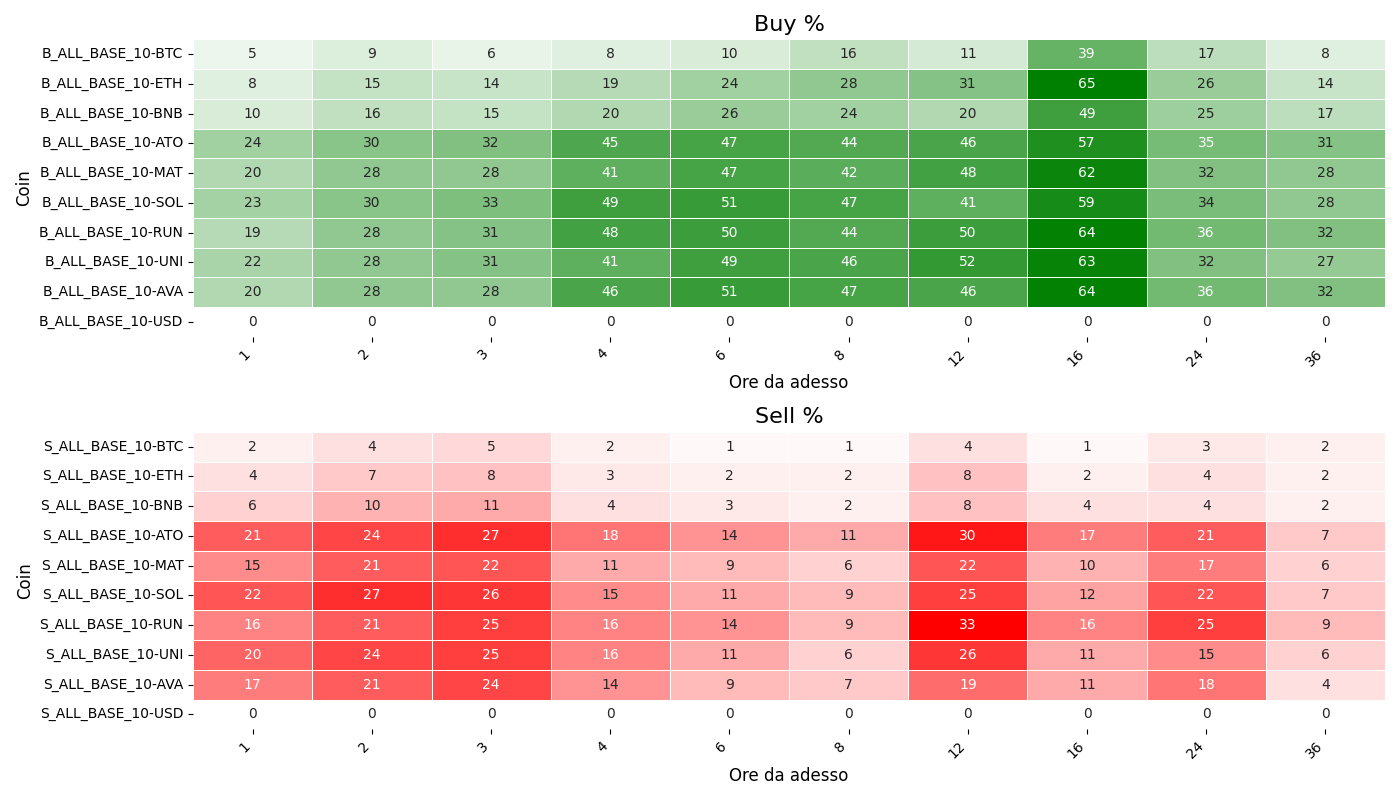 Buy %
B_ALL_BASE_10-BTC 5 9 6 8 10 16 11 39 17 8
B_ALL_BASE_10-ETH 8 15 14 19 24 28 31 65 26 14
B_ALL_BASE_10-BNB 10 16 15 20 26 24 20 49 25 17
B_ALL_BASE_10-ATO 24 30 32 45 47 44 46 57 35 31
B_ALL_BASE_10-MAT 20 28 28 41 47 42 48 62 32 28
B_ALL_BASE_10-SOL 23 30 33 49 51 47 41 59 34 28
B_ALL_BASE_10-RUN 19 28 31 48 50 44 50 64 36 32
B_ALL_BASE_10-UNI 22 28 31 41 49 46 52 63 32 27
B_ALL_BASE_10-AVA 20 28 28 46 51 47 46 64 36 32
B_ALL_BASE_10-USD 0 0 0 0 0 0 0 0 0 0
Coin
1 2 3 4 6 8 12 16 24 36
Ore da adesso
Sell %
S_ALL_BASE_10-BTC 2 4 5 2 1 1 4 1 3 2
S_ALL_BASE_10-ETH 4 7 8 3 2 2 8 2 4 2
S_ALL_BASE_10-BNB 6 10 11 4 3 2 8 4 4 2
S_ALL_BASE_10-ATO 21 24 27 18 14 11 30 17 21 7
S_ALL_BASE_10-MAT 15 21 22 11 9 6 22 10 17 6
S_ALL_BASE_10-SOL 22 27 26 15 11 9 25 12 22 7
S_ALL_BASE_10-RUN 16 21 25 16 14 9 33 16 25 9
S_ALL_BASE_10-UNI 20 24 25 16 11 6 26 11 15 6
S_ALL_BASE_10-AVA 17 21 24 14 9 7 19 11 18 4
S_ALL_BASE_10-USD 0 0 0 0 0 0 0 0 0 0
Coin
1 2 3 4 6 8 12 16 24 36
Ore da adesso